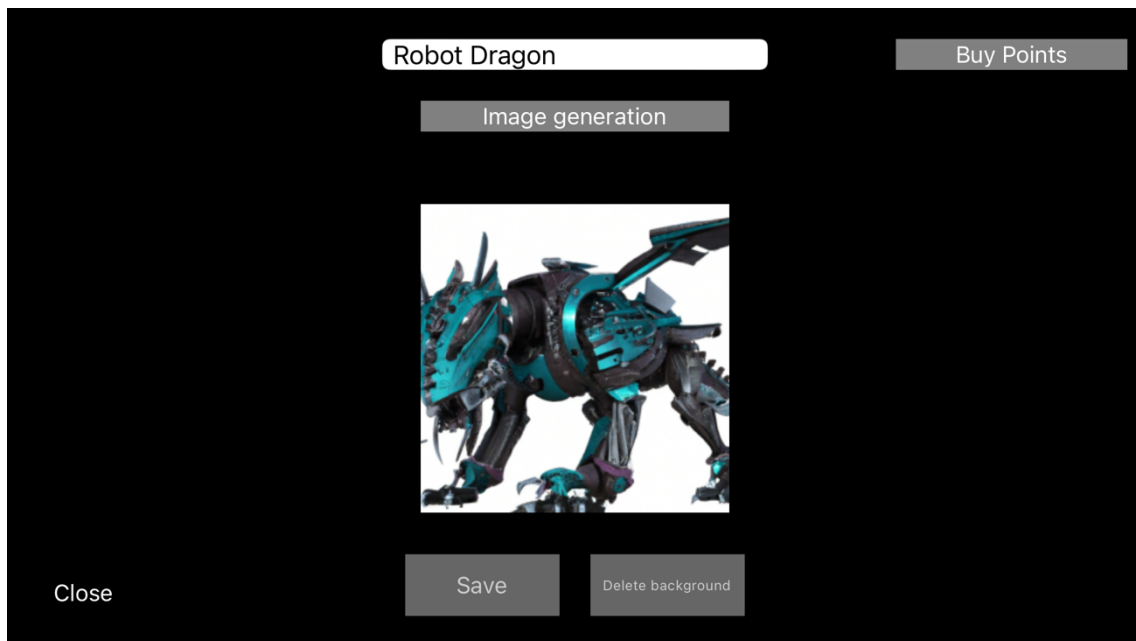 Robot Dragon
Buy Points
Image generation
Save
Delete background
Close